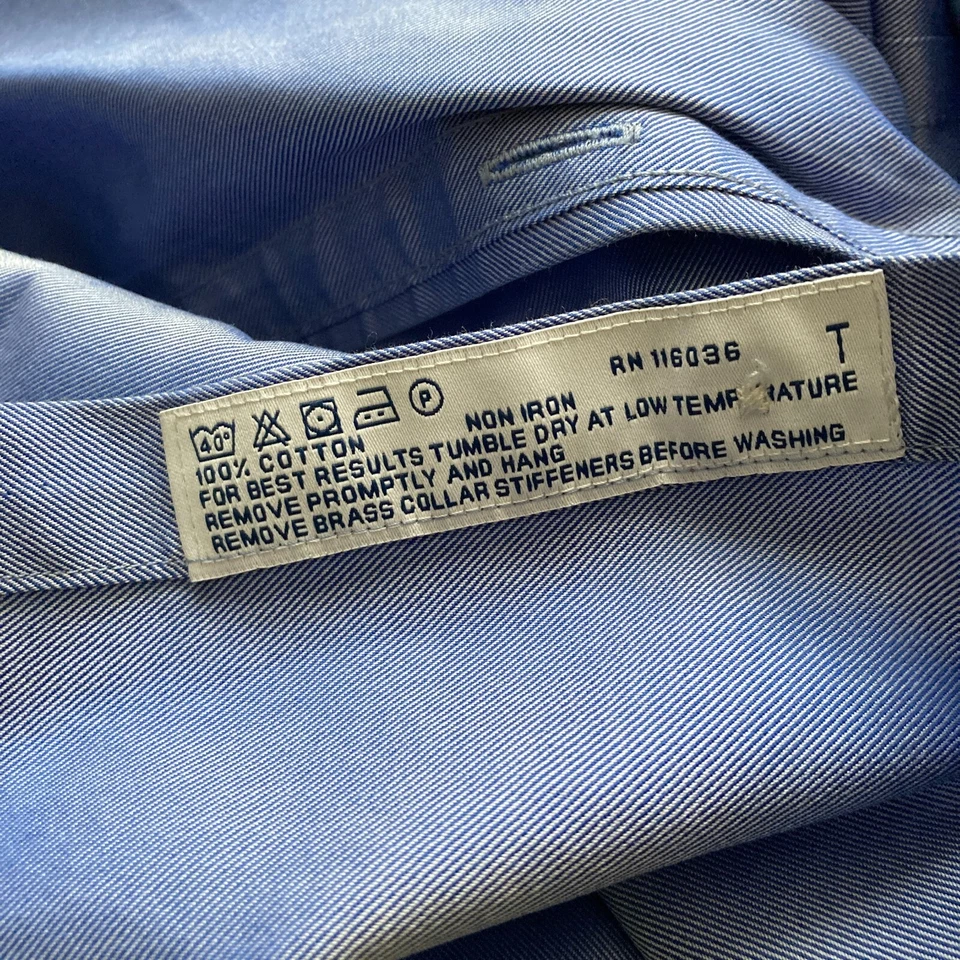 RN 116036 T
40° P NON IRON
100% COTTON
FOR BEST RESULTS TUMBLE DRY AT LOW
REMOVE PROMPTLY AND HANG
REMOVE BRASS COLLAR STIFFENERS BEFORE WASHING